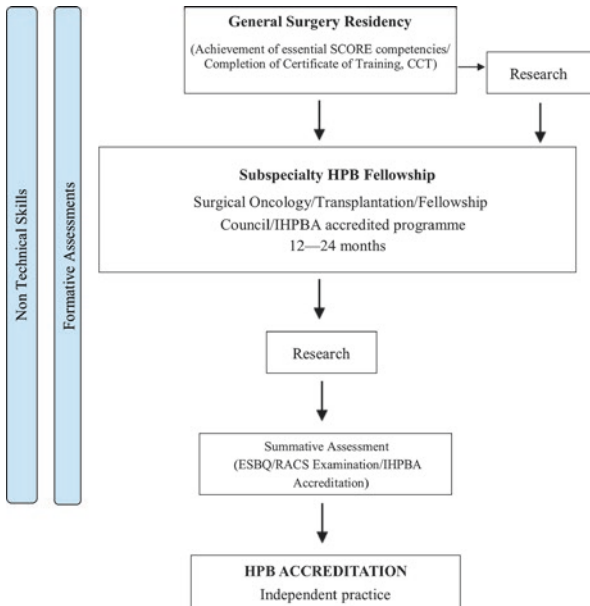 General Surgery Residency
(Achievement of essential SCORE competencies/
Completion of Certificate of Training, CCT)
Research
Subspecialty HPB Fellowship
Surgical Oncology/Transplantation/Fellowship
Council/IHPBA accredited programme
12—24 months
Research
Summative Assessment
(ESBQ/RACS Examination/IHPBA
Accreditation)
HPB ACCREDITATION
Independent practice
Non Technical Skills
Formative Assessments